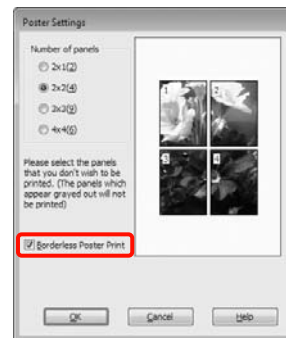 Poster Settings
Number of panels
2x1(2)
2x2(4)
3x3(9)
4x4(6)
1
2
3
4
Please select the panels
that you don't wish to be
printed. (The panels which
appear grayed out will not
be printed)
Borderless Poster Print
OK
Cancel
Help